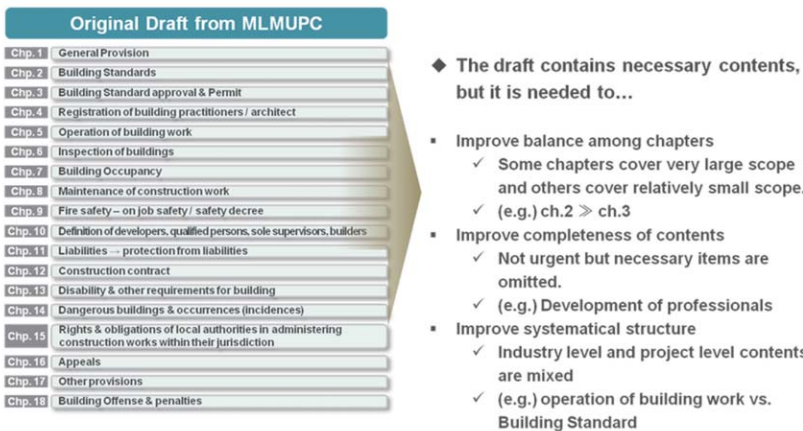 Original Draft from MLMUPC
Chp. 1 General Provision
Chp. 2 Building Standards
Chp. 3 Building Standard approval & Permit
Chp. 4 Registration of building practitioners / architect
Chp. 5 Operation of building work
Chp. 6 Inspection of buildings
Chp. 7 Building Occupancy
Chp. 8 Maintenance of construction work
Chp. 9 Fire safety – on job safety / safety decree
Chp. 10 Definition of developers, qualified persons, sole supervisors, builders
Chp. 11 Liabilities → protection from liabilities
Chp. 12 Construction contract
Chp. 13 Disability & other requirements for building
Chp. 14 Dangerous buildings & occurrences (incidences)
Chp. 15 Rights & obligations of local authorities in administering
construction works within their jurisdiction
Chp. 16 Appeals
Chp. 17 Other provisions
Chp. 18 Building Offense & penalties
◆ The draft contains necessary contents,
but it is needed to…
▪ Improve balance among chapters
✓ Some chapters cover very large scope
and others cover relatively small scope.
✓ (e.g.) ch.2 ≫ ch.3
▪ Improve completeness of contents
✓ Not urgent but necessary items are
omitted.
✓ (e.g.) Development of professionals
▪ Improve systematical structure
✓ Industry level and project level contents
are mixed
✓ (e.g.) operation of building work vs.
Building Standard